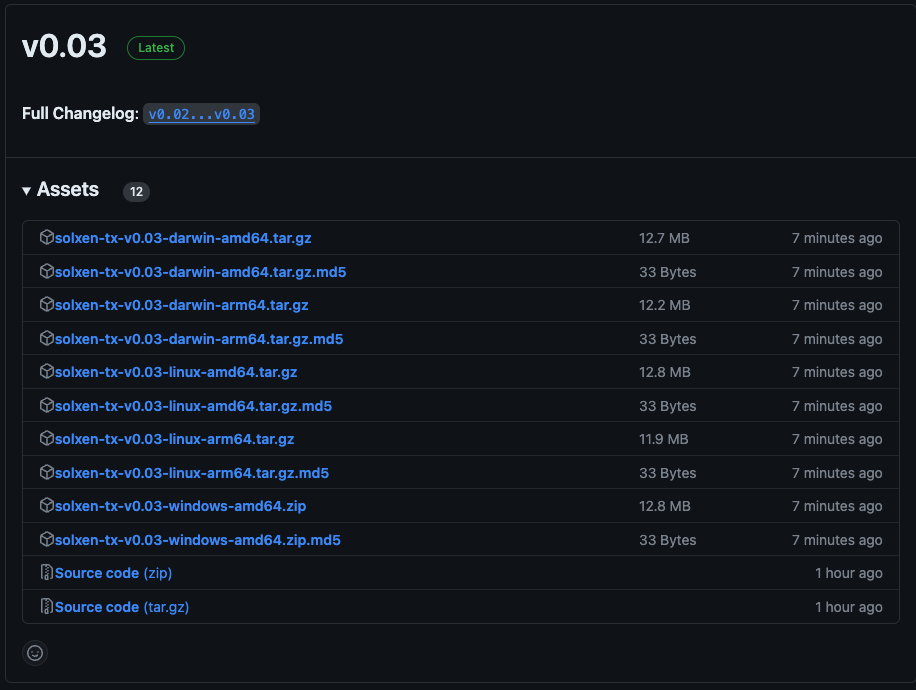 v0.03 Latest
Full Changelog: v0.02...v0.03
Assets 12
solxen-tx-v0.03-darwin-amd64.tar.gz 12.7 MB 7 minutes ago
solxen-tx-v0.03-darwin-amd64.tar.gz.md5 33 Bytes 7 minutes ago
solxen-tx-v0.03-darwin-arm64.tar.gz 12.2 MB 7 minutes ago
solxen-tx-v0.03-darwin-arm64.tar.gz.md5 33 Bytes 7 minutes ago
solxen-tx-v0.03-linux-amd64.tar.gz 12.8 MB 7 minutes ago
solxen-tx-v0.03-linux-amd64.tar.gz.md5 33 Bytes 7 minutes ago
solxen-tx-v0.03-linux-arm64.tar.gz 11.9 MB 7 minutes ago
solxen-tx-v0.03-linux-arm64.tar.gz.md5 33 Bytes 7 minutes ago
solxen-tx-v0.03-windows-amd64.zip 12.8 MB 7 minutes ago
solxen-tx-v0.03-windows-amd64.zip.md5 33 Bytes 7 minutes ago
Source code (zip) 1 hour ago
Source code (tar.gz) 1 hour ago